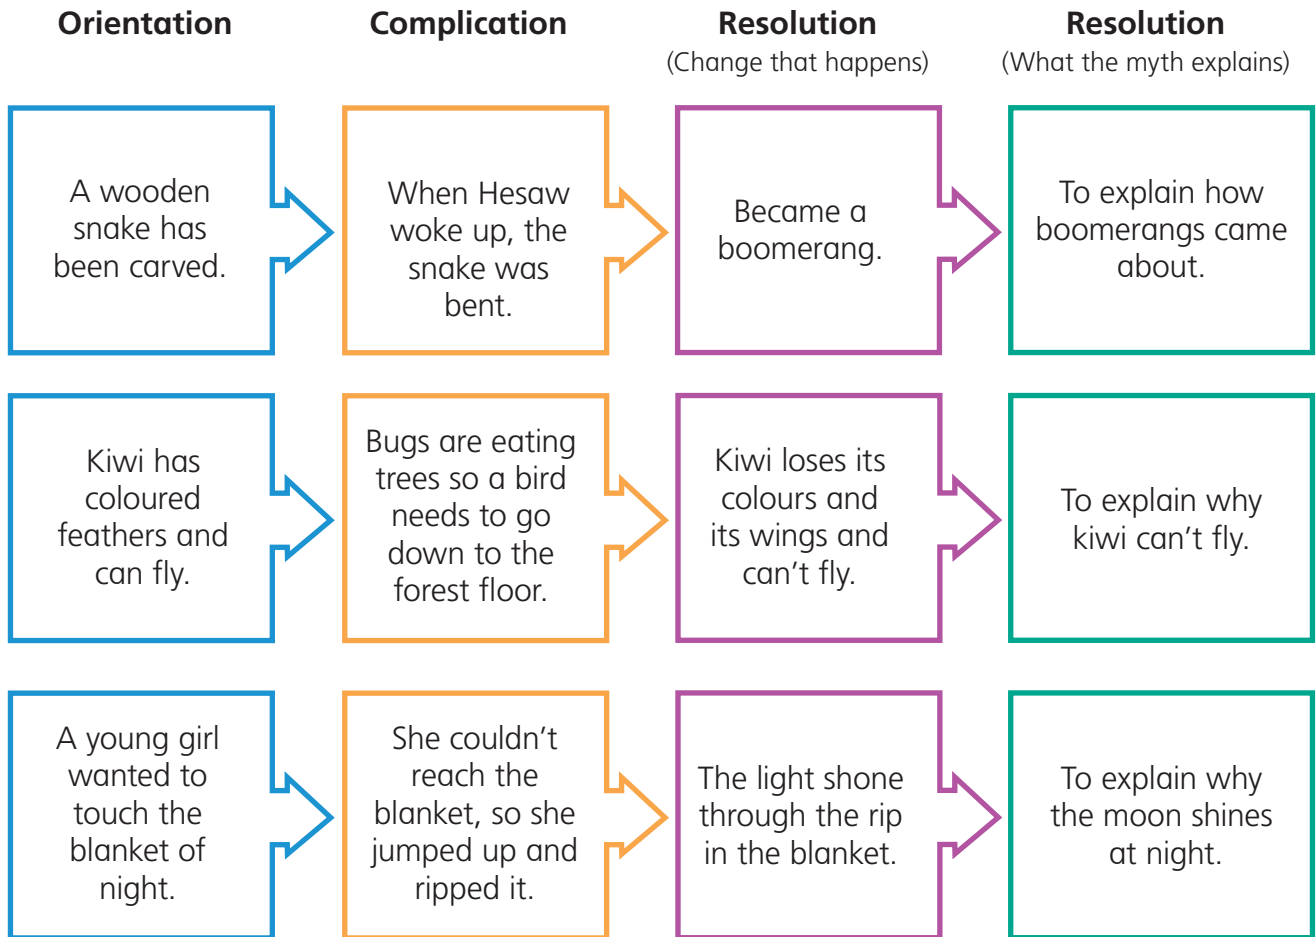 Orientation
Complication
Resolution
(Change that happens)
Resolution
(What the myth explains)
A wooden
snake has
been carved.
When Hesaw
woke up, the
snake was
bent.
Became a
boomerang.
To explain how
boomerangs came
about.
Kiwi has
coloured
feathers and
can fly.
Bugs are eating
trees so a bird
needs to go
down to the
forest floor.
Kiwi loses its
colours and
its wings and
can't fly.
To explain why
kiwi can't fly.
A young girl
wanted to
touch the
blanket of
night.
She couldn't
reach the
blanket, so she
jumped up and
ripped it.
The light shone
through the rip
in the blanket.
To explain why
the moon shines
at night.